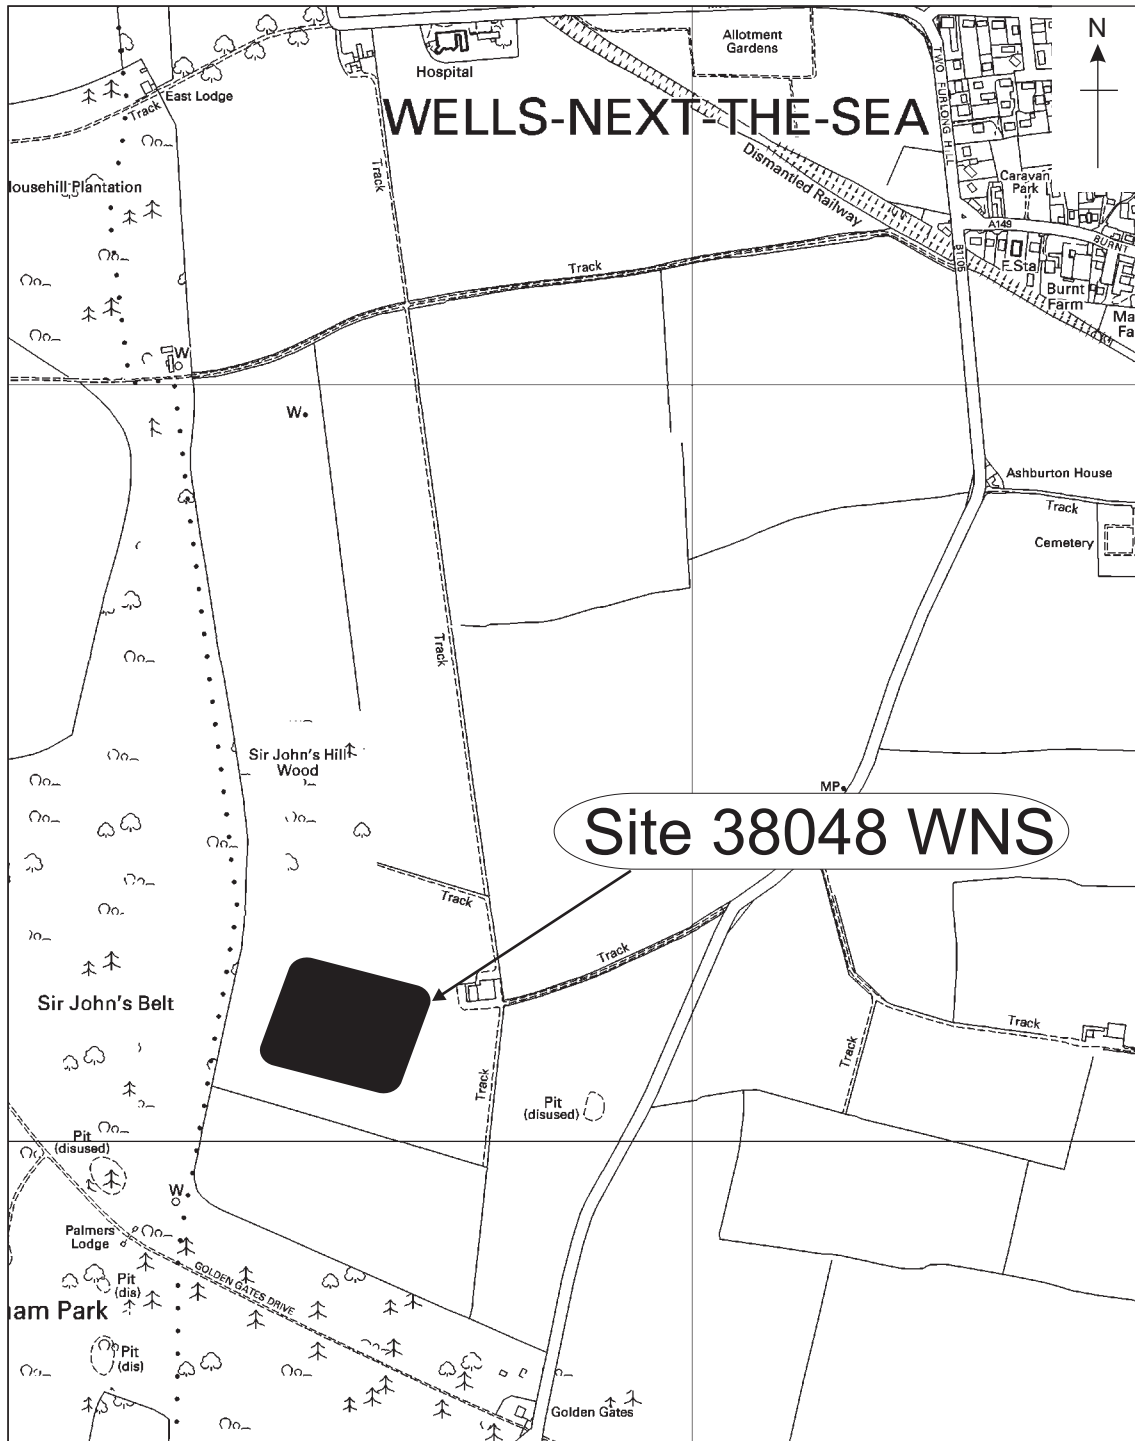 Allotment
Gardens
N
Hospital
East Lodge
Track
WELLS-NEXT-THE-SEA
TWO FURLONG HILL
Track
Dismantled Railway
Caravan
Park
ousehill Plantation
A149
BURNT
B1105
Track
Burnt
Farm
Ma
Fa
W
W
Ashburton House
Track
Cemetery
Track
Sir John's Hill
Wood
MP
Site 38048 WNS
Track
Track
Sir John's Belt
Track
Track
Track
Pit
(disused)
Pit
(disused)
W
Palmers
Lodge
GOLDEN GATES DRIVE
Pit
(dis)
am Park
Pit
(dis)
Golden Gates